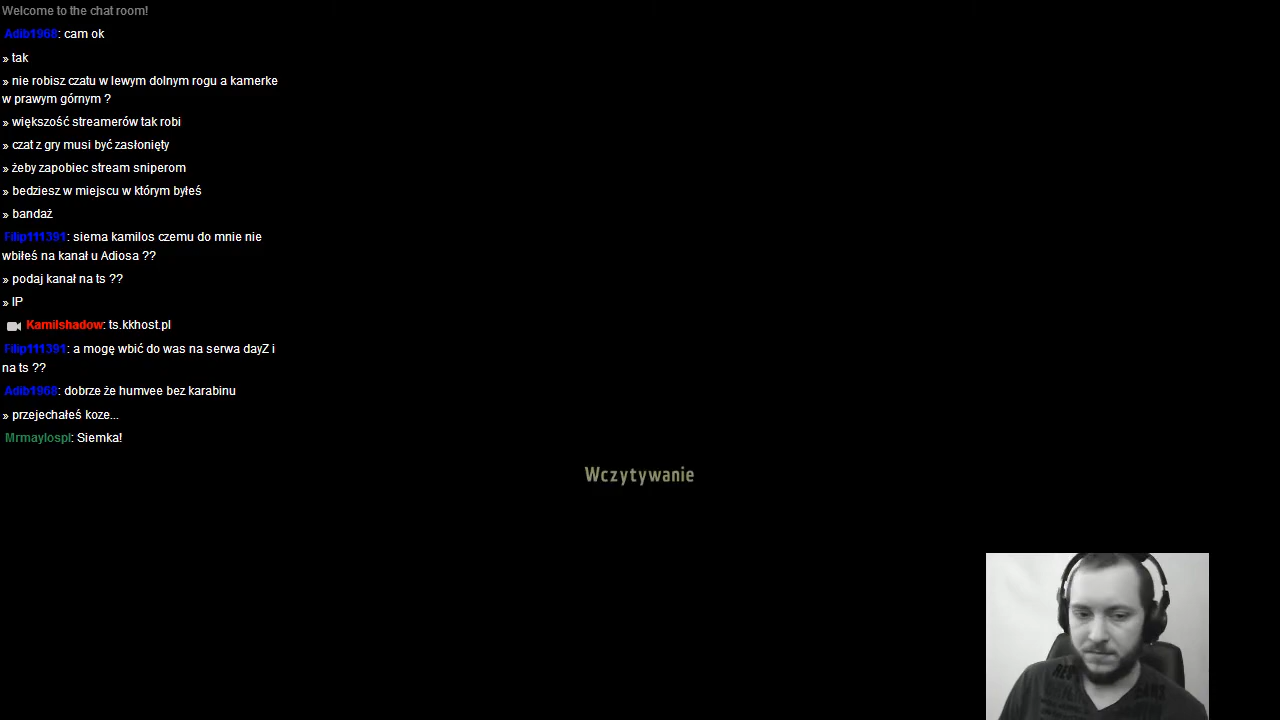 Welcome to the chat room!
Adib1968: cam ok
» tak
» nie robisz czatu w lewym dolnym rogu a kamerke
w prawym górnym ?
» większość streamerów tak robi
» czat z gry musi być zasłonięty
» żeby zapobiec stream sniperom
» bedziesz w miejscu w którym byłeś
» bandaż
Filip111391: siema kamilos czemu do mnie nie
wbiłeś na kanał u Adiosa ??
» podaj kanał na ts ??
» IP
Kamilshadow: ts.kkhost.pl
Filip111391: a mogę wbić do was na serwa dayZ i
na ts ??
Adib1968: dobrze że humvee bez karabinu
» przejechałeś koze...
Mrmaylospl: Siemka!
Wczytywanie